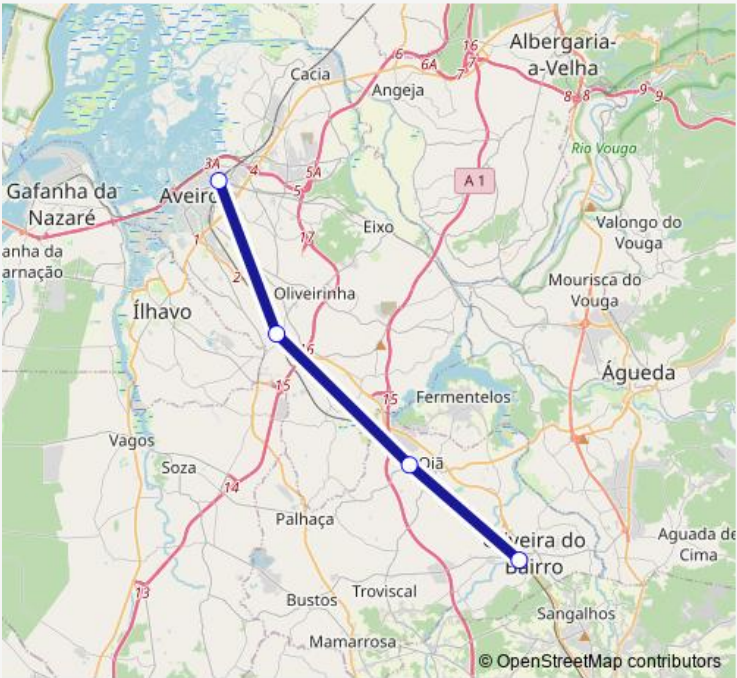 Albergaria-
a-Velha
16
6
6A
7
7
Cacia
Angeja
8
8
9
9
Rio Vouga
3A
4
5A
5
A 1
Gafanha da
Nazaré
Aveiro
Eixo
Valongo do
Vouga
1
17
anha da
arnação
2
Oliveirinha
Mourisca do
Vouga
Ílhavo
16
Águeda
15
15
Fermentelos
Vagos
Oiã
Soza
14
Palhaça
veira do
Bairro
Aguada de
Cima
13
Troviscal
Bustos
Sangalhos
Mamarrosa
© OpenStreetMap contributors